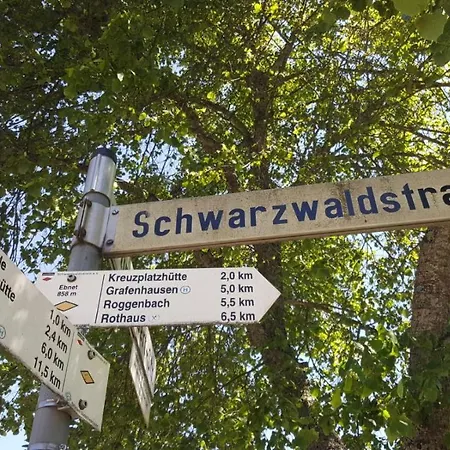 Schwarzwaldstra
Ebnet
858 m
Kreuzplatzhütte 2,0 km
Grafenhausen 5,0 km
Roggenbach 5,5 km
Rothaus 6,5 km
1,0 km
2,4 km
6,0 km
11,5 km